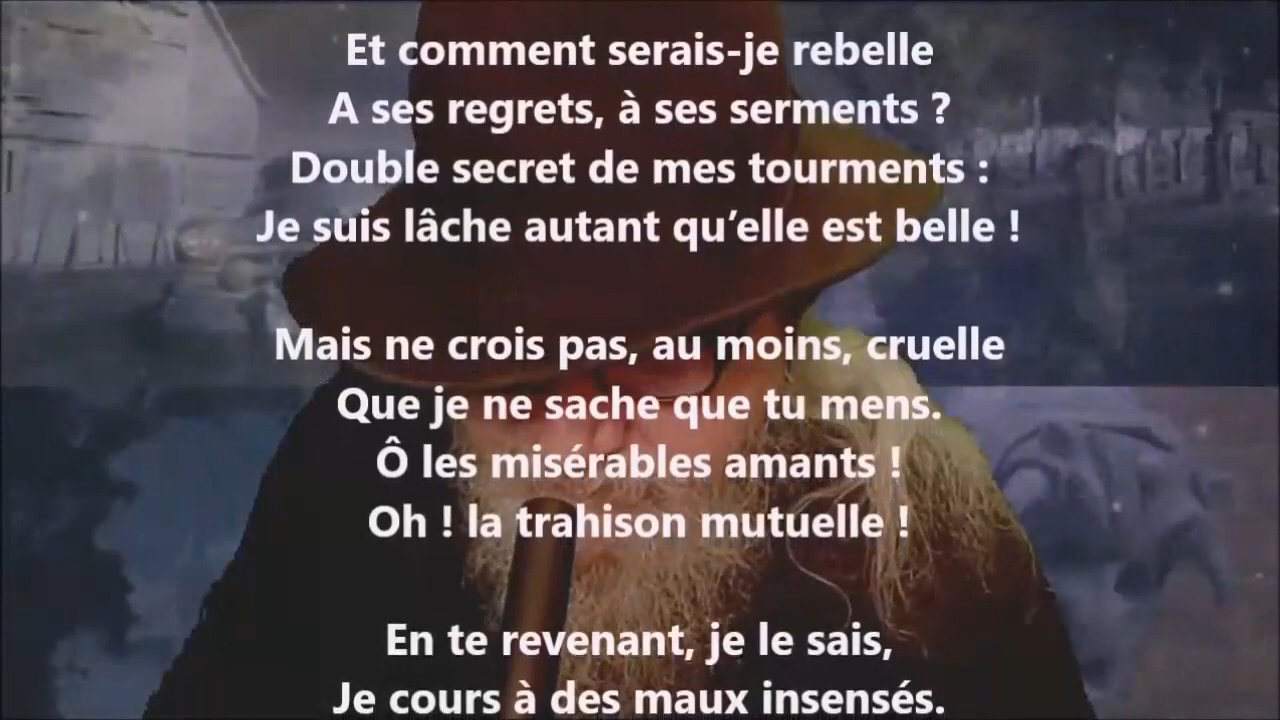 Et comment serais-je rebelle
A ses regrets, à ses serments ?
Double secret de mes tourments :
Je suis lâche autant qu’elle est belle !
Mais ne crois pas, au moins, cruelle
Que je ne sache que tu mens.
Ô les misérables amants !
Oh ! la trahison mutuelle !
En te revenant, je le sais,
Je cours à des maux insensés.